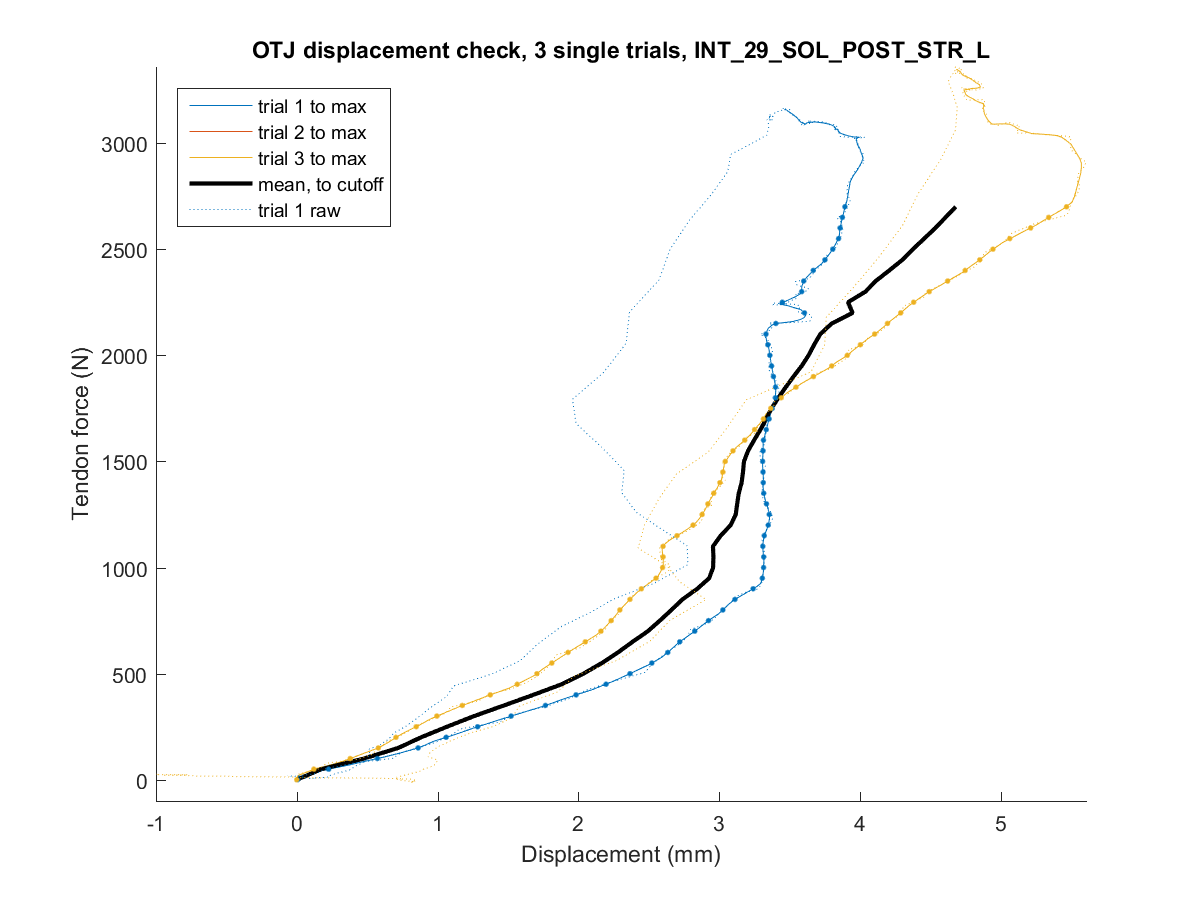 OTJ displacement check, 3 single trials, INT_29_SOL_POST_STR_L
trial 1 to max
trial 2 to max
trial 3 to max
mean, to cutoff
trial 1 raw
Tendon force (N)
3000
2500
2000
1500
1000
500
0
-1
0
1
2
3
4
5
Displacement (mm)